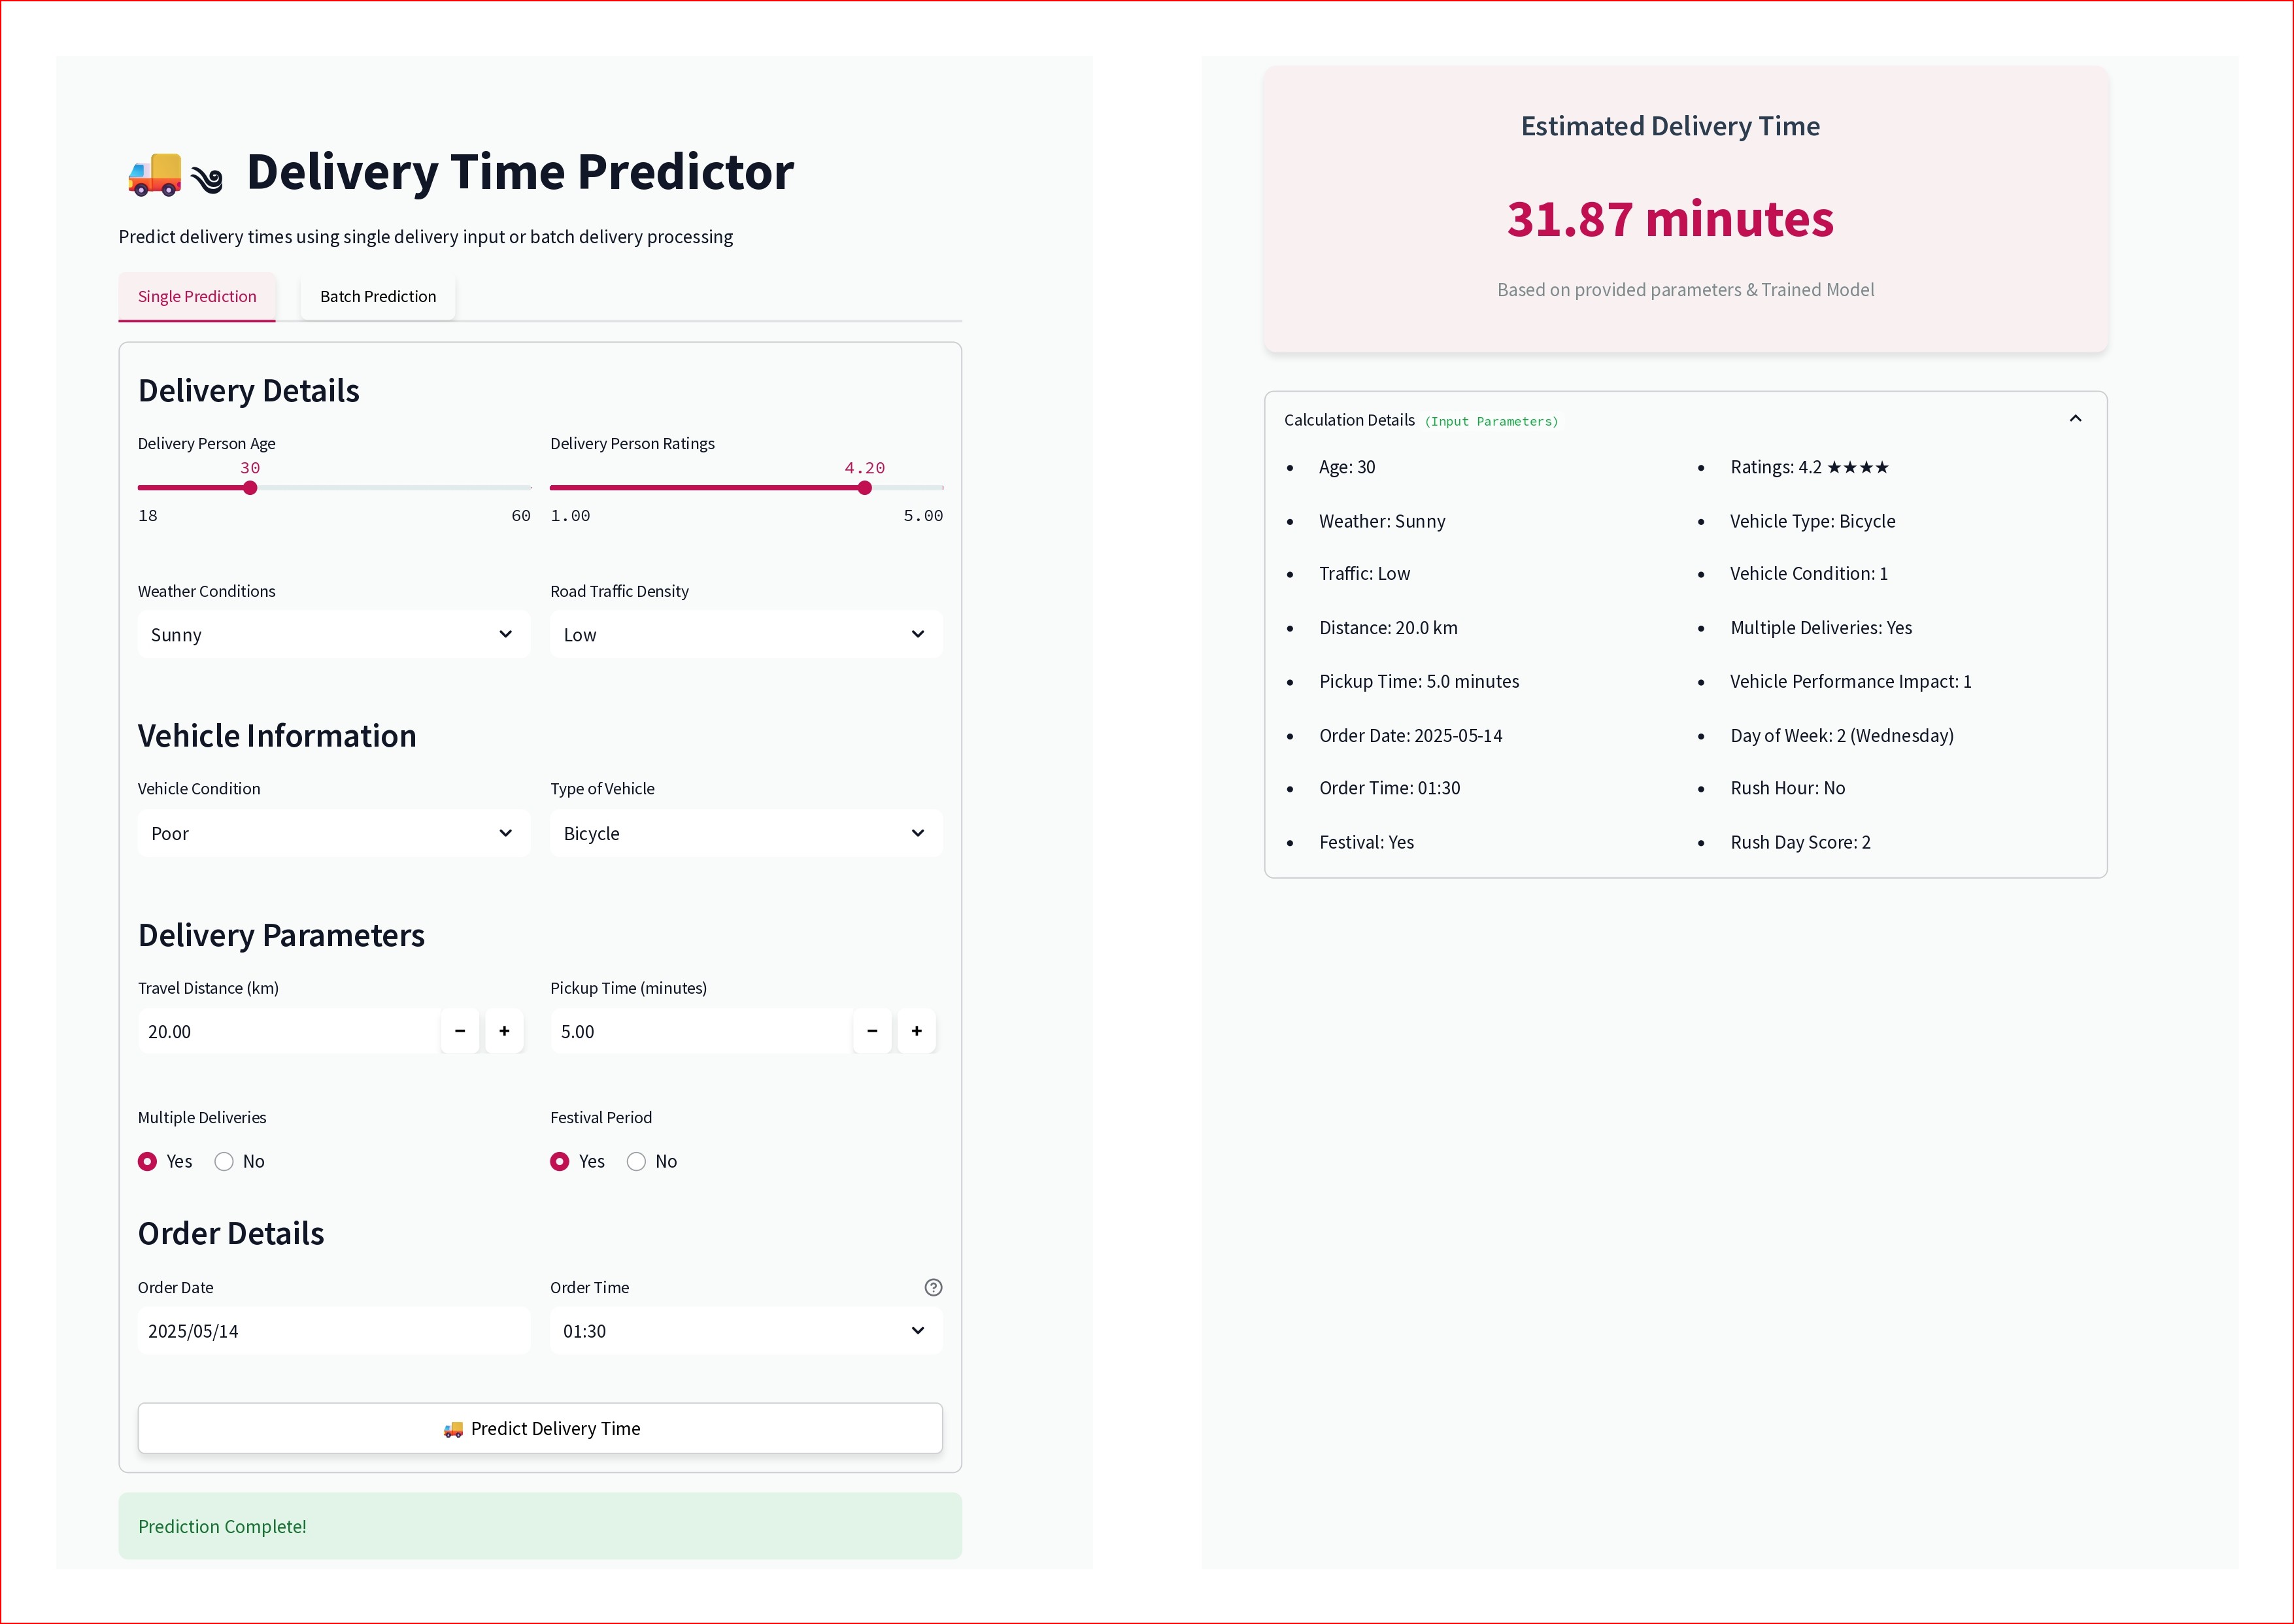 Delivery Time Predictor
Predict delivery times using single delivery input or batch delivery processing
Single Prediction Batch Prediction
Delivery Details
Delivery Person Age Delivery Person Ratings
30 4.20
18 60 1.00 5.00
Weather Conditions Road Traffic Density
Sunny Low
Vehicle Information
Vehicle Condition Type of Vehicle
Poor Bicycle
Delivery Parameters
Travel Distance (km) Pickup Time (minutes)
20.00 − + 5.00 − +
Multiple Deliveries Festival Period
Yes No Yes No
Order Details
Order Date Order Time ?
2025/05/14 01:30
Predict Delivery Time
Prediction Complete!
Estimated Delivery Time
31.87 minutes
Based on provided parameters & Trained Model
Calculation Details (Input Parameters)
• Age: 30 • Ratings: 4.2 ★★★★
• Weather: Sunny • Vehicle Type: Bicycle
• Traffic: Low • Vehicle Condition: 1
• Distance: 20.0 km • Multiple Deliveries: Yes
• Pickup Time: 5.0 minutes • Vehicle Performance Impact: 1
• Order Date: 2025-05-14 • Day of Week: 2 (Wednesday)
• Order Time: 01:30 • Rush Hour: No
• Festival: Yes • Rush Day Score: 2